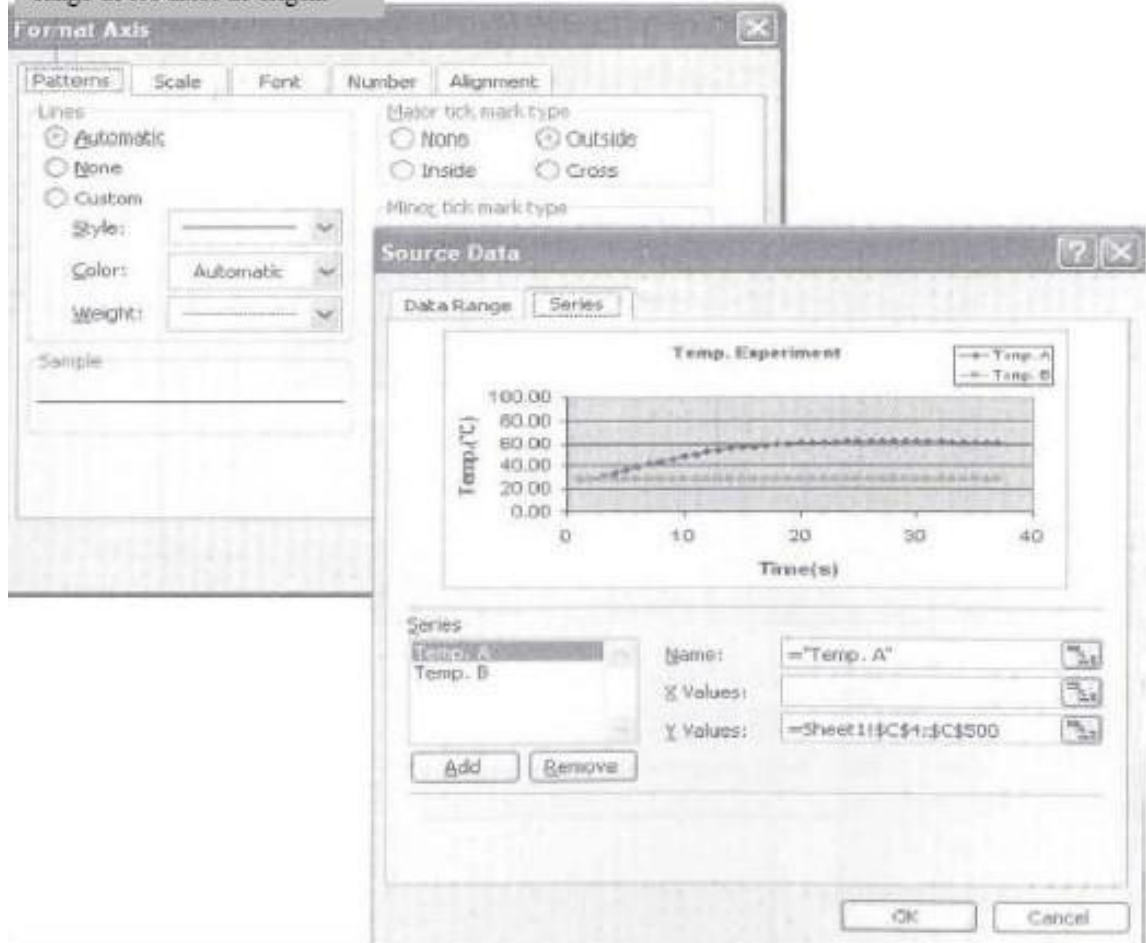 Format Axis
Patterns Scale Font Number Alignment
Lines
Automatic
None
Custom
Style:
Color: Automatic
Weight:
Sample
Major tick mark type
None Outside
Inside Cross
Minor tick mark type
Source Data
Data Range Series
Temp. Experiment
Temp. A
Temp. B
Temp.(°C)
100.00
80.00
60.00
40.00
20.00
0.00
0 10 20 30 40
Time(s)
Series
Temp. A
Temp. B
Add Remove
Name: ="Temp. A"
X Values:
Y Values: =Sheet1!$C$4:$C$500
OK Cancel